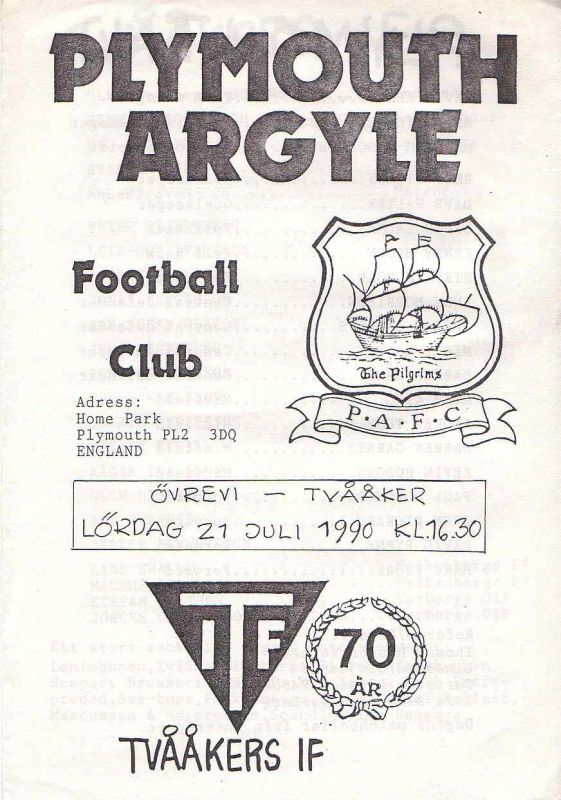 PLYMOUTH
ARGYLE
Football
Club
The Pilgrims
P·A·F·C
Adress:
Home Park
Plymouth PL2 3DQ
ENGLAND
ÖVREVI – TVÅÅKER
LÖRDAG 21 JULI 1990 KL.16.30
ITF
70
ÅR
TVÅÅKERS IF